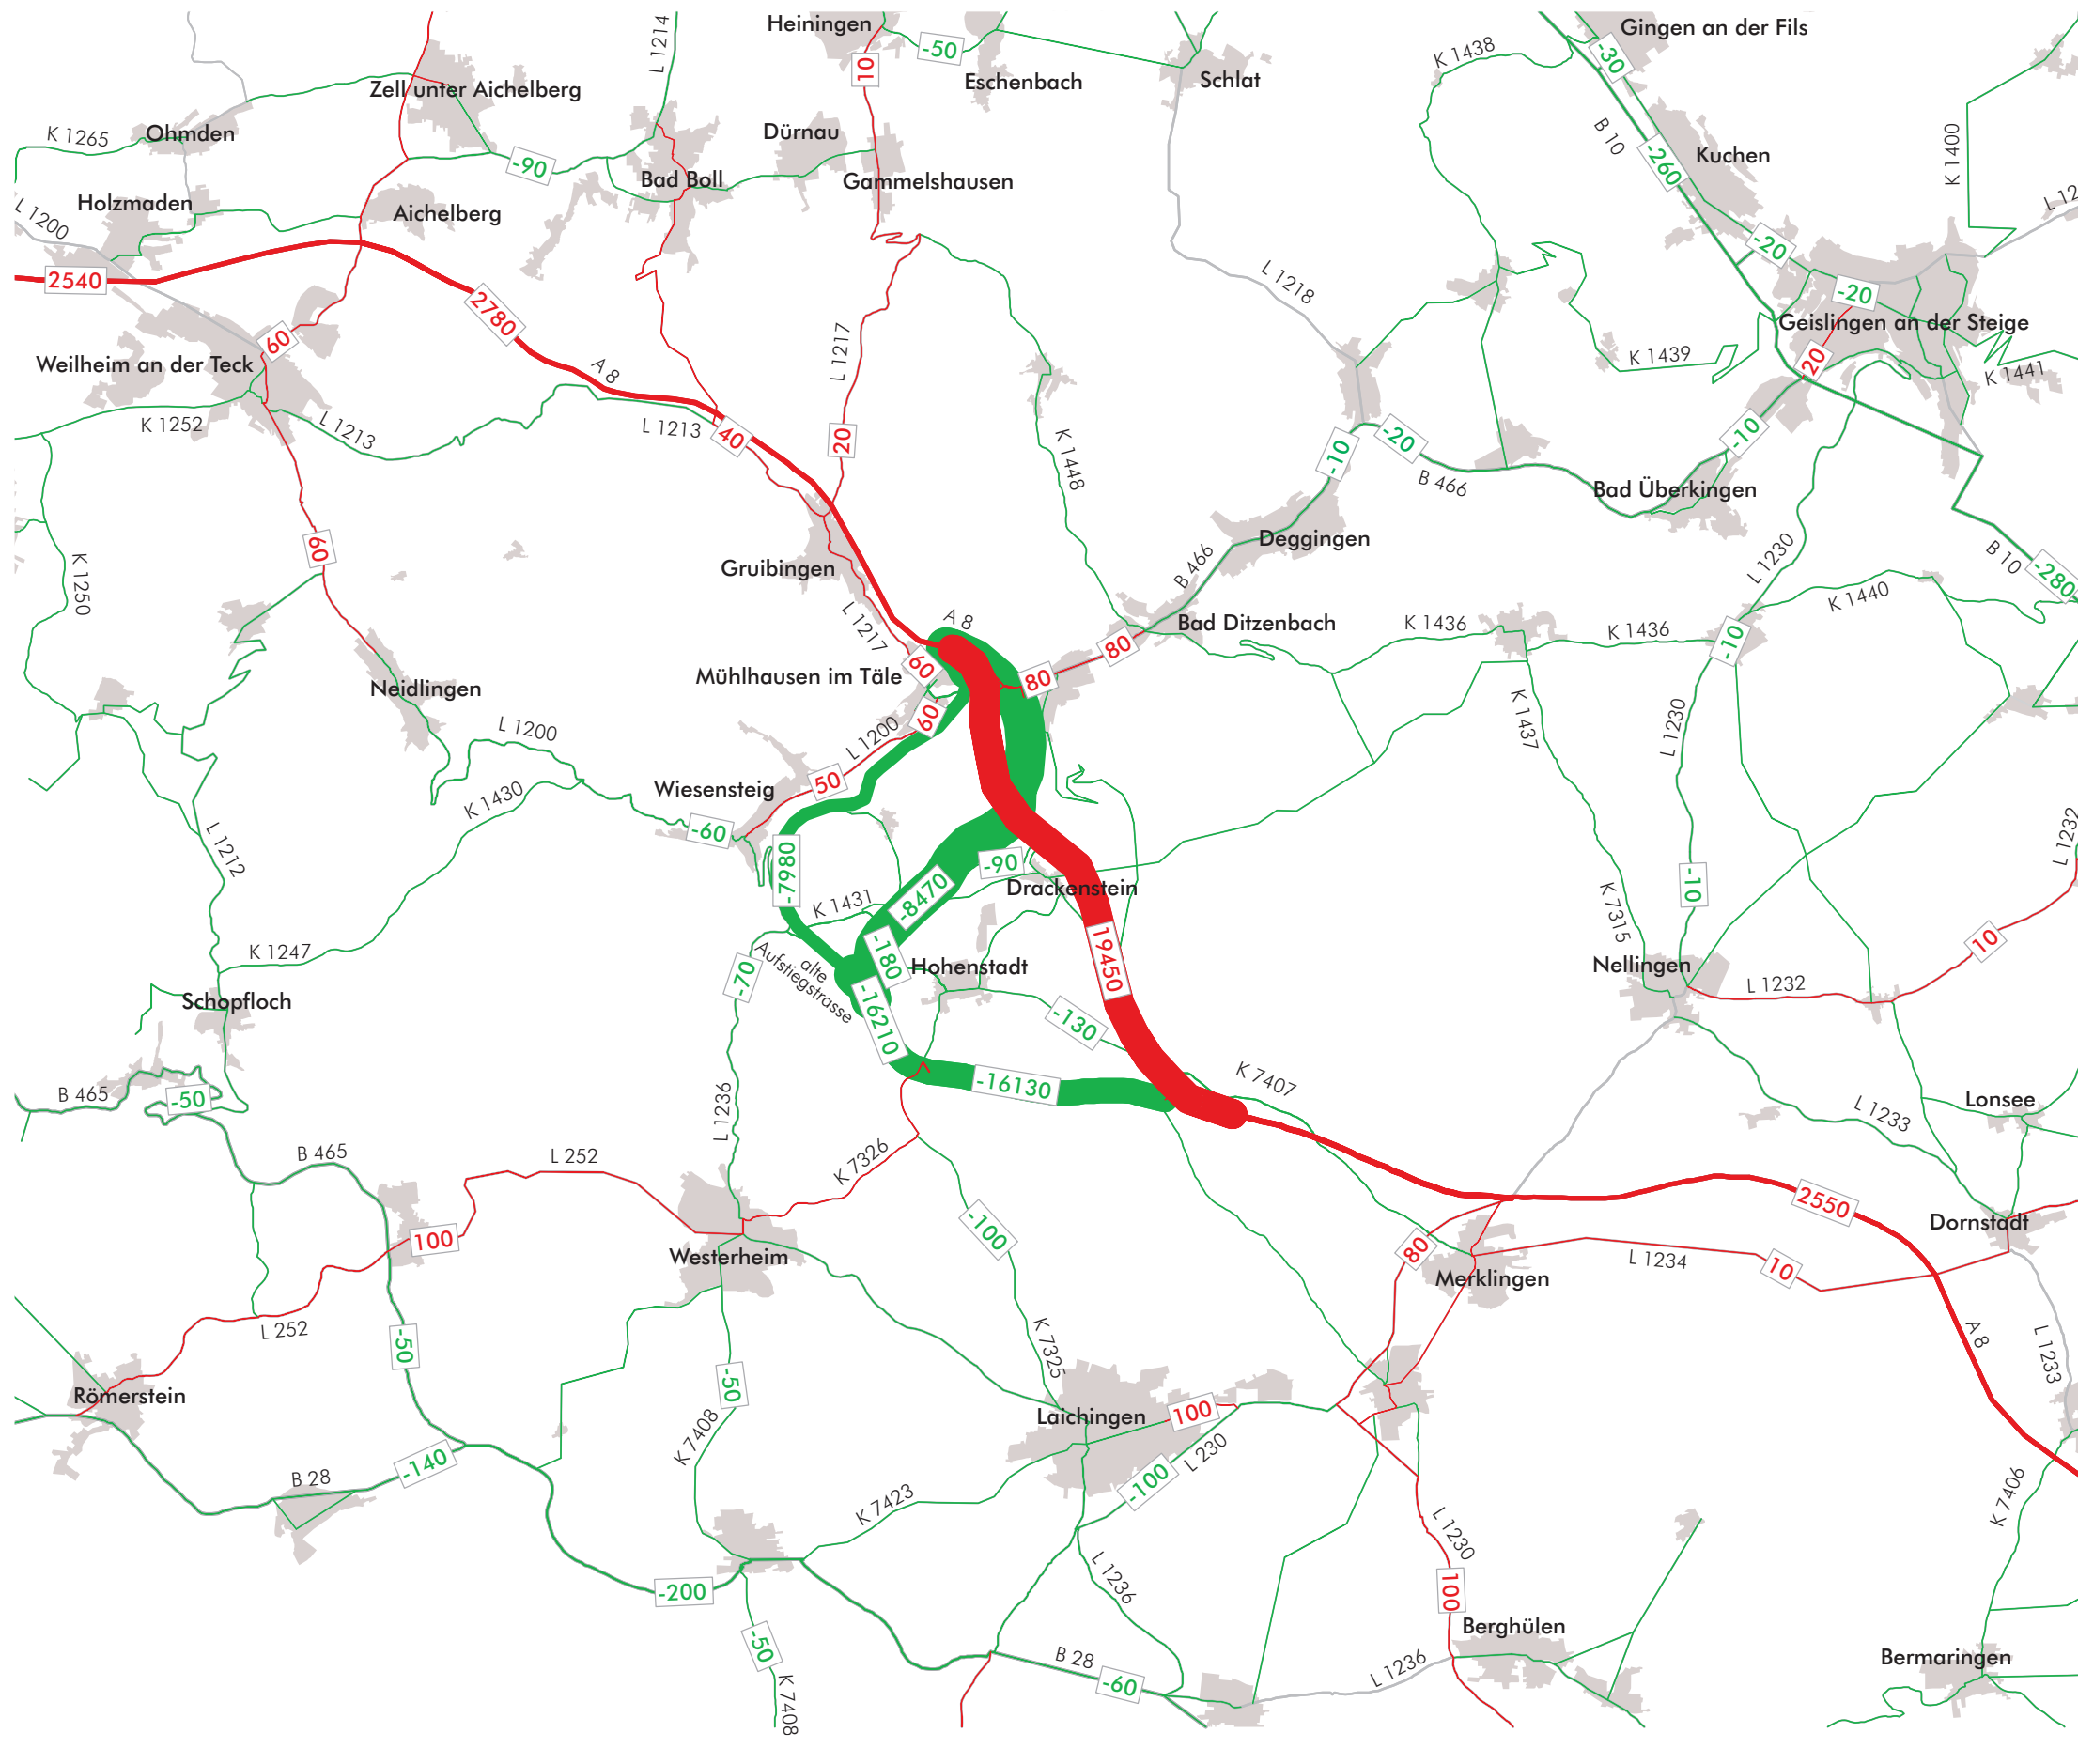 Heiningen
Gingen an der Fils
L 1214
-50
-30
K 1438
10
Eschenbach
Schlat
Zell unter Aichelberg
Ohmden
K 1265
Dürnau
B 10
Kuchen
K 1400
-260
-90
Bad Boll
Gammelshausen
Holzmaden
L 1200
Aichelberg
L 12
-20
2540
L 1218
-20
2780
60
Geislingen an der Steige
Weilheim an der Teck
A 8
L 1217
K 1439
20
K 1441
K 1252
L 1213
L 1213
40
20
-10
-20
-10
K 1448
B 466
Bad Überkingen
Deggingen
60
K 1250
Gruibingen
B 466
L 1230
B 10
-280
L 1217
A 8
Bad Ditzenbach
K 1436
K 1436
K 1440
-10
80
60
80
Mühlhausen im Täle
Neidlingen
60
L 1200
L 1200
K 1437
L 1230
Wiesensteig
50
K 1430
-60
L 1212
-7980
-90
Drackenstein
-8470
K 1431
-10
L 1232
K 7315
K 1247
-70
alte
Aufstiegstrasse
-180
Hohenstadt
19450
Nellingen
10
L 1232
Schopfloch
-16210
-130
B 465
-50
-16130
K 7407
Lonsee
L 1236
L 1233
B 465
L 252
K 7326
2550
100
-100
Dornstadt
Westerheim
80
Merklingen
L 1234
10
L 252
-50
K 7325
A 8
L 1233
Römerstein
-50
Laichingen
100
K 7408
L 230
-140
B 28
-100
K 7423
K 7406
L 1230
-200
L 1236
100
-50
Berghülen
B 28
-60
L 1236
Bermaringen
K 7408